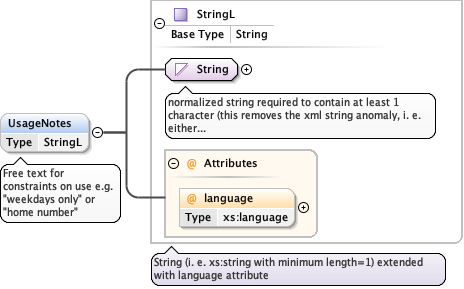 StringL
Base Type String
String
normalized string required to contain at least 1
character (this removes the xml string anomaly, i. e.
either...
UsageNotes
Type StringL
Free text for
constraints on use e.g.
"weekdays only" or
"home number"
@ Attributes
@ language
Type xs:language
String (i. e. xs:string with minimum length=1) extended
with language attribute